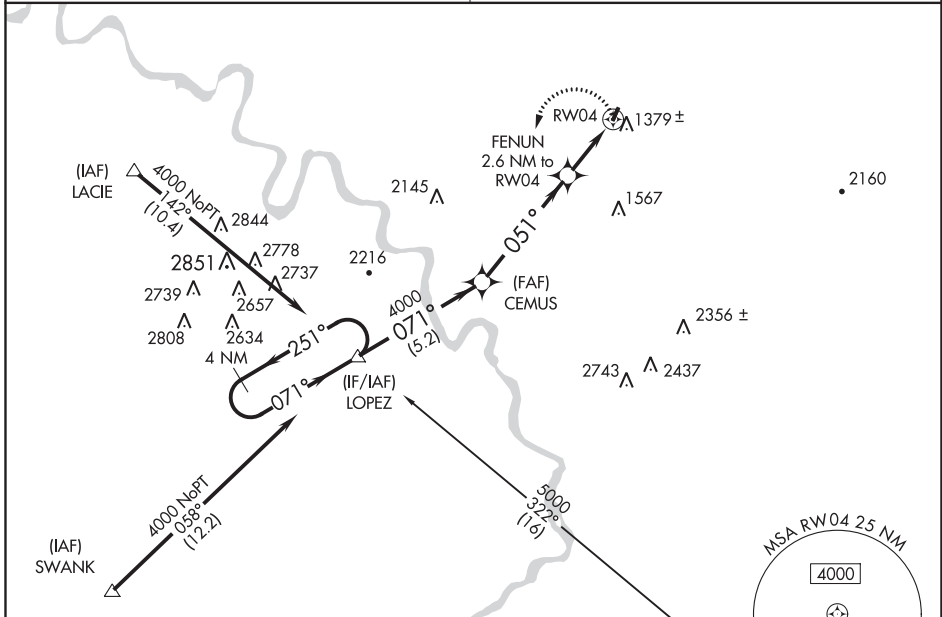 RW04
1379 ±
FENUN
2.6 NM to
RW04
(IAF)
LACIE
4000 NoPT
142°
(10.4)
2145
2160
1567
2844
2851
2778
2737
2216
051°
2739
2657
(FAF)
CEMUS
2808
2634
4000
071°
(5.2)
2356 ±
4 NM
251°
071°
(IF/IAF)
LOPEZ
2743
2437
4000 NoPT
058°
(12.2)
5000
322°
(16)
(IAF)
SWANK
MSA RW04 25 NM
4000